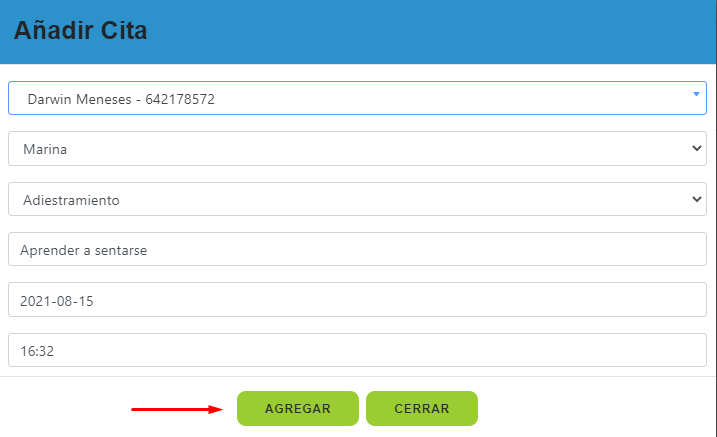 Añadir Cita
Darwin Meneses - 642178572
Marina
Adiestramiento
Aprender a sentarse
2021-08-15
16:32
AGREGAR CERRAR